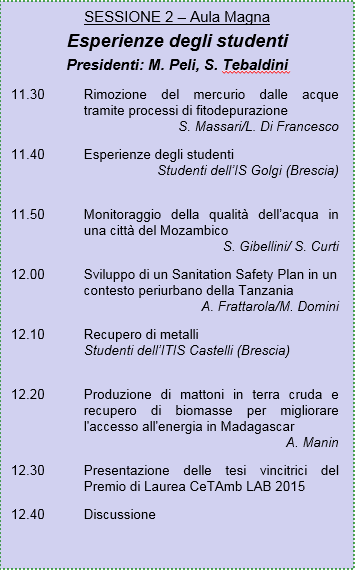 SESSIONE 2 – Aula Magna
Esperienze degli studenti
Presidenti: M. Peli, S. Tebaldini
11.30 Rimozione del mercurio dalle acque
tramite processi di fitodepurazione
S. Massari/L. Di Francesco
11.40 Esperienze degli studenti
Studenti dell'IS Golgi (Brescia)
11.50 Monitoraggio della qualità dell'acqua in
una città del Mozambico
S. Gibellini/ S. Curti
12.00 Sviluppo di un Sanitation Safety Plan in un
contesto periurbano della Tanzania
A. Frattarola/M. Domini
12.10 Recupero di metalli
Studenti dell'ITIS Castelli (Brescia)
12.20 Produzione di mattoni in terra cruda e
recupero di biomasse per migliorare
l'accesso all'energia in Madagascar
A. Manin
12.30 Presentazione delle tesi vincitrici del
Premio di Laurea CeTAmb LAB 2015
12.40 Discussione